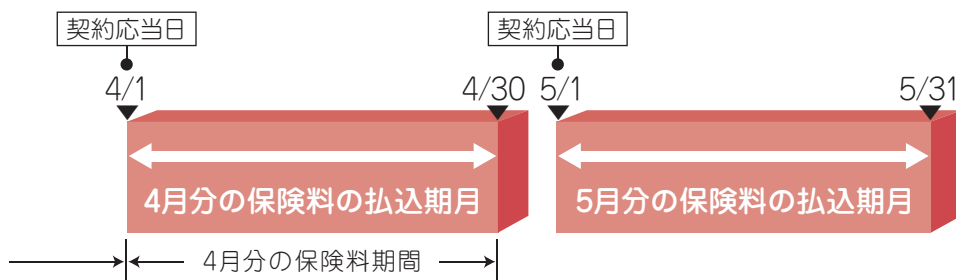 契約応当日
契約応当日
4/1
4/30
5/1
5/31
4月分の保険料の払込期月
5月分の保険料の払込期月
4月分の保険料期間